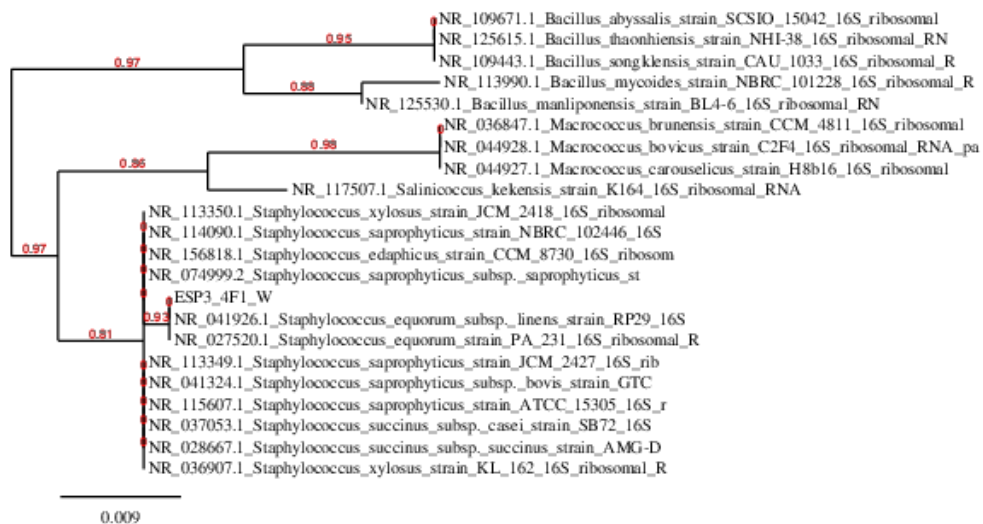 NR_109671.1_Bacillus_abyssalis_strain_SCSIO_15042_16S_ribosomal
0.95
NR_125615.1_Bacillus_thaonhiensis_strain_NHI-38_16S_ribosomal_RN
NR_109443.1_Bacillus_songklensis_strain_CAU_1033_16S_ribosomal_R
0.97
NR_113990.1_Bacillus_mycoides_strain_NBRC_101228_16S_ribosomal_R
0.88
NR_125530.1_Bacillus_manliponensis_strain_BL4-6_16S_ribosomal_RN
NR_036847.1_Macrococcus_brunensis_strain_CCM_4811_16S_ribosomal
0.98
NR_044928.1_Macrococcus_bovicus_strain_C2F4_16S_ribosomal_RNA_pa
0.86
NR_044927.1_Macrococcus_carouselicus_strain_H8b16_16S_ribosomal
NR_117507.1_Salinicoccus_kekensis_strain_K164_16S_ribosomal_RNA
NR_113350.1_Staphylococcus_xylosus_strain_JCM_2418_16S_ribosomal
NR_114090.1_Staphylococcus_saprophyticus_strain_NBRC_102446_16S
0.97
NR_156818.1_Staphylococcus_edaphicus_strain_CCM_8730_16S_ribosom
NR_074999.2_Staphylococcus_saprophyticus_subsp._saprophyticus_st
ESP3_4F1_W
0.93
NR_041926.1_Staphylococcus_equorum_subsp._linens_strain_RP29_16S
0.81
NR_027520.1_Staphylococcus_equorum_strain_PA_231_16S_ribosomal_R
NR_113349.1_Staphylococcus_saprophyticus_strain_JCM_2427_16S_rib
NR_041324.1_Staphylococcus_saprophyticus_subsp._bovis_strain_GTC
NR_115607.1_Staphylococcus_saprophyticus_strain_ATCC_15305_16S_r
NR_037053.1_Staphylococcus_succinus_subsp._casei_strain_SB72_16S
NR_028667.1_Staphylococcus_succinus_subsp._succinus_strain_AMG-D
NR_036907.1_Staphylococcus_xylosus_strain_KL_162_16S_ribosomal_R
0.009